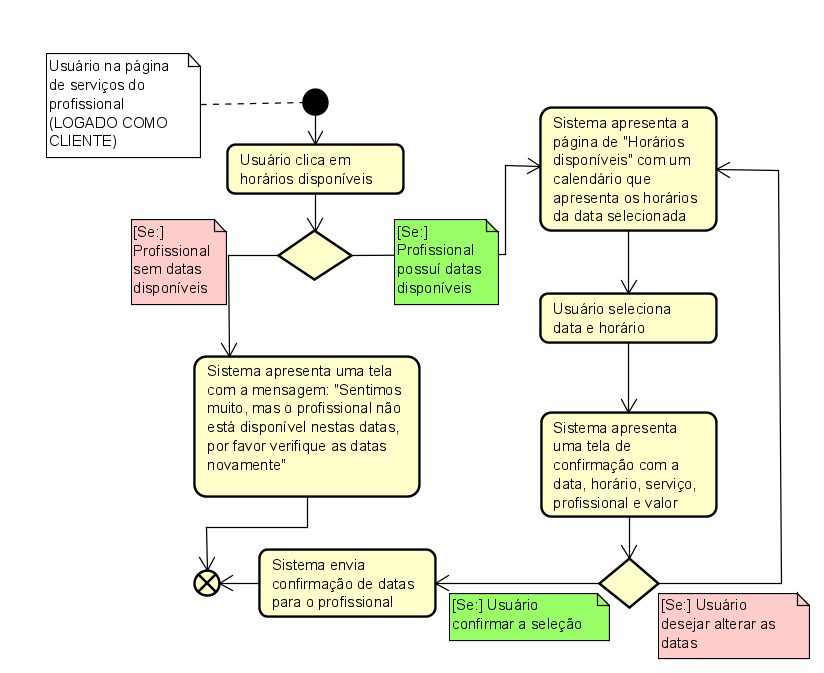 Usuário na página
de serviços do
profissional
(LOGADO COMO
CLIENTE)
Usuário clica em
horários disponíveis
[Se:]
Profissional
sem datas
disponíveis
[Se:]
Profissional
possuí datas
disponíveis
Sistema apresenta a
página de "Horários
disponíveis" com um
calendário que
apresenta os horários
da data selecionada
Usuário seleciona
data e horário
Sistema apresenta uma tela
com a mensagem: "Sentimos
muito, mas o profissional não
está disponível nestas datas,
por favor verifique as datas
novamente"
Sistema apresenta
uma tela de
confirmação com a
data, horário, serviço,
profissional e valor
Sistema envia
confirmação de datas
para o profissional
[Se:] Usuário
confirmar a seleção
[Se:] Usuário
desejar alterar as
datas